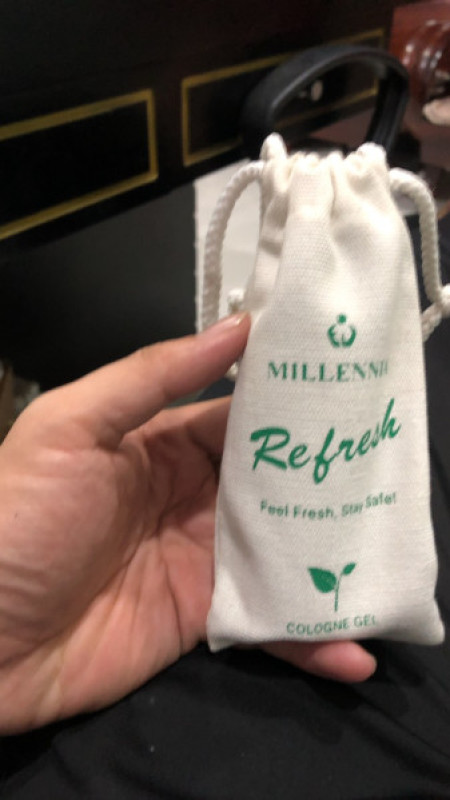 MILLENNI
Refresh
Feel Fresh, Stay Safe!
COLOGNE GEL